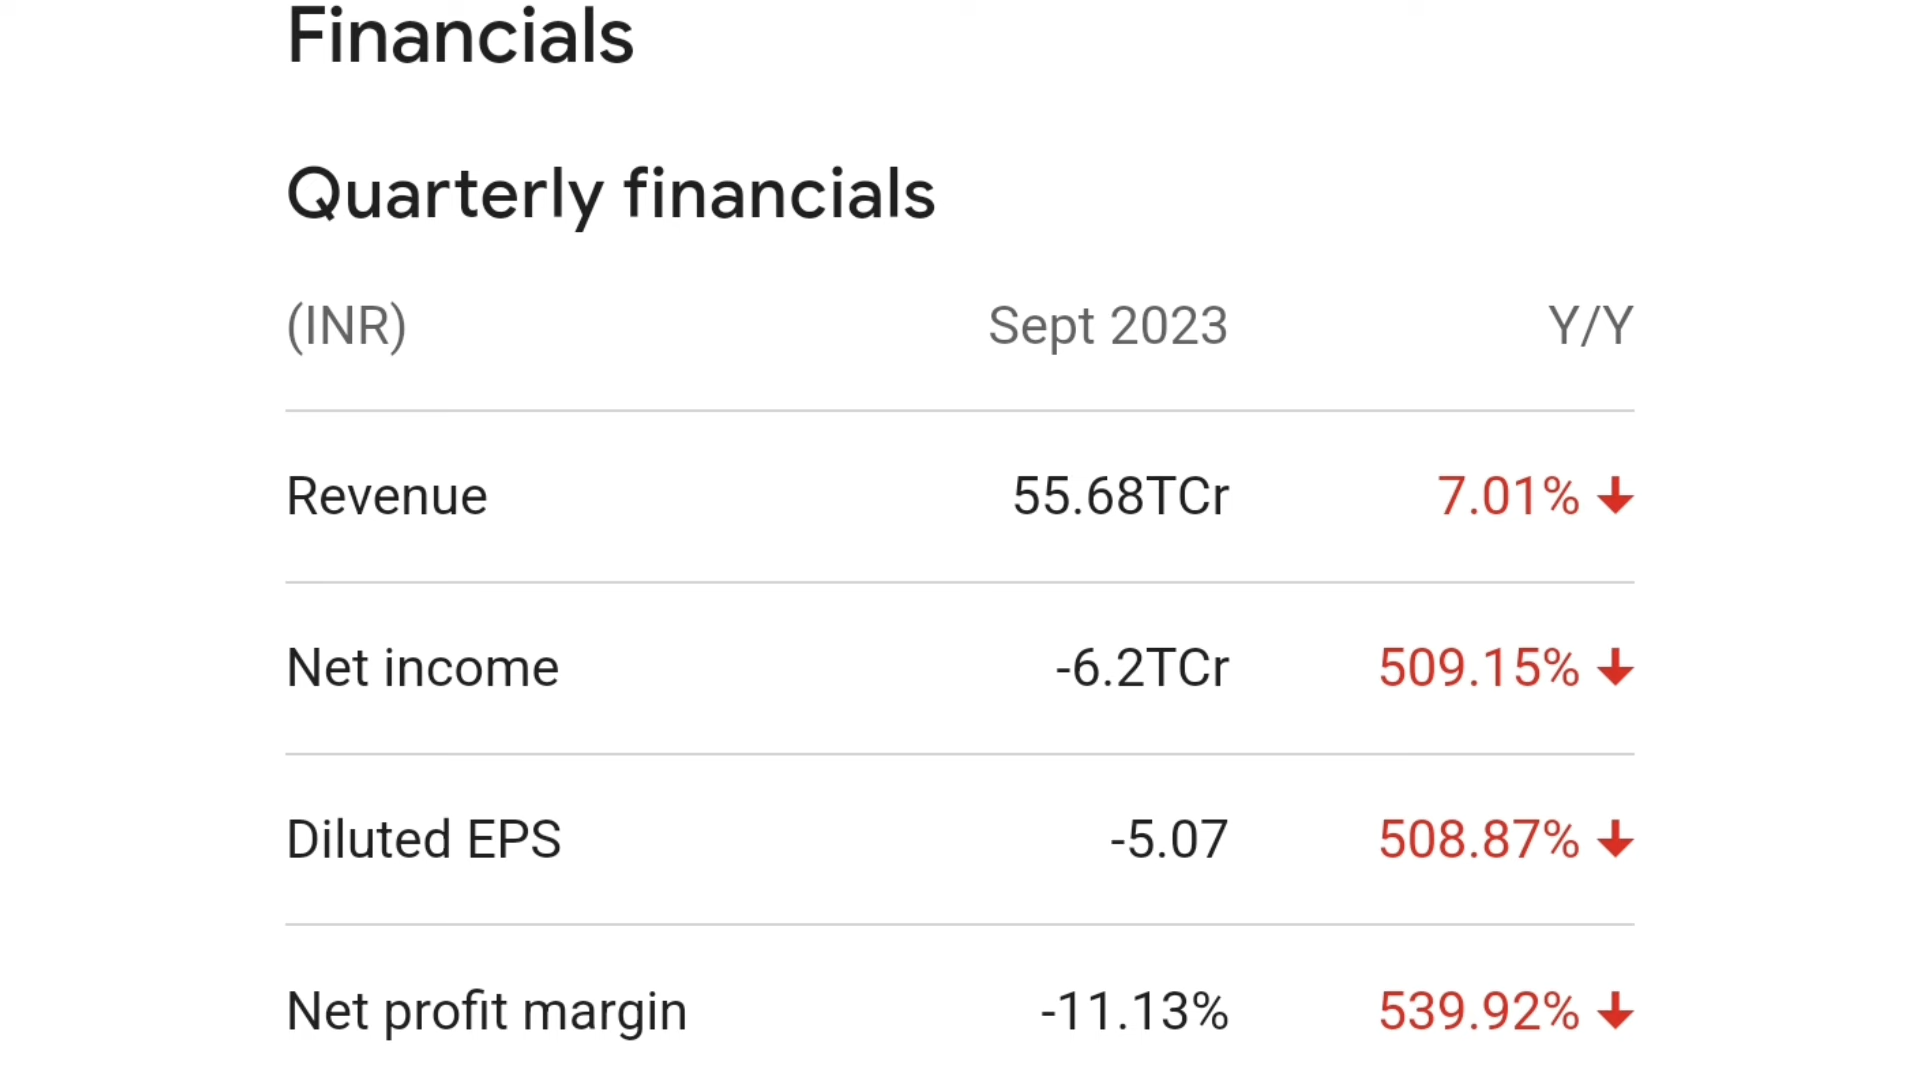 Financials
Quarterly financials
(INR) Sept 2023 Y/Y
Revenue 55.68TCr 7.01% ↓
Net income -6.2TCr 509.15% ↓
Diluted EPS -5.07 508.87% ↓
Net profit margin -11.13% 539.92% ↓